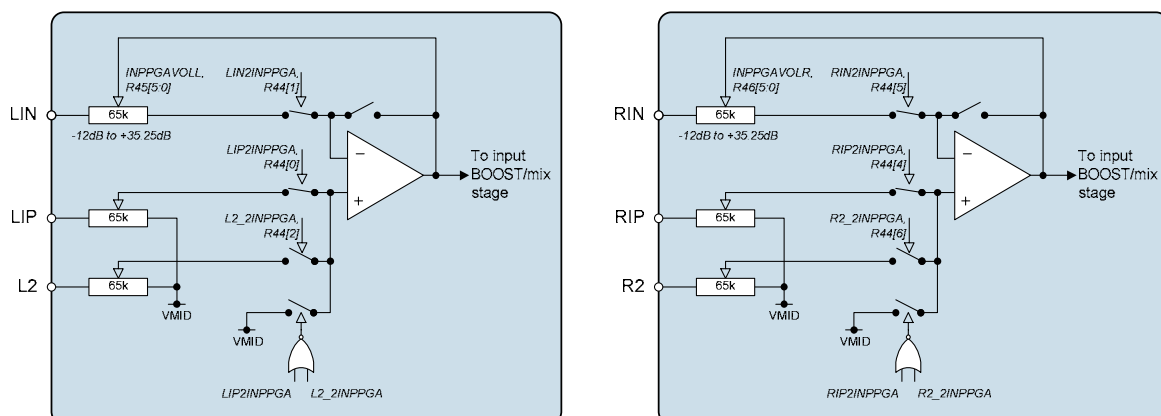 INPPGAVOLL,
R45[5:0]
LIN2INPPGA,
R44[1]
LIN
65k
-12dB to +35.25dB
LIP2INPPGA,
R44[0]
−
+
To input
BOOST/mix
stage
LIP
65k
L2_2INPPGA,
R44[2]
L2
65k
VMID
VMID
LIP2INPPGA
L2_2INPPGA
INPPGAVOLR,
R46[5:0]
RIN2INPPGA,
R44[5]
RIN
65k
-12dB to +35.25dB
RIP2INPPGA,
R44[4]
−
+
To input
BOOST/mix
stage
RIP
65k
R2_2INPPGA,
R44[6]
R2
65k
VMID
VMID
RIP2INPPGA
R2_2INPPGA